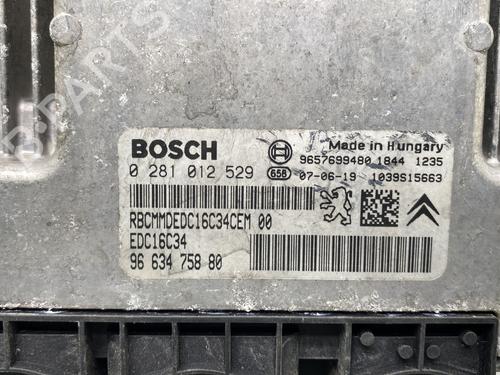 BOSCH
Made in Hungary
9657699480 1844 1235
0 281 012 529
658
07-06-19 1039S15663
RBCMMDEDC16C34CEM 00
EDC16C34
96 634 758 80